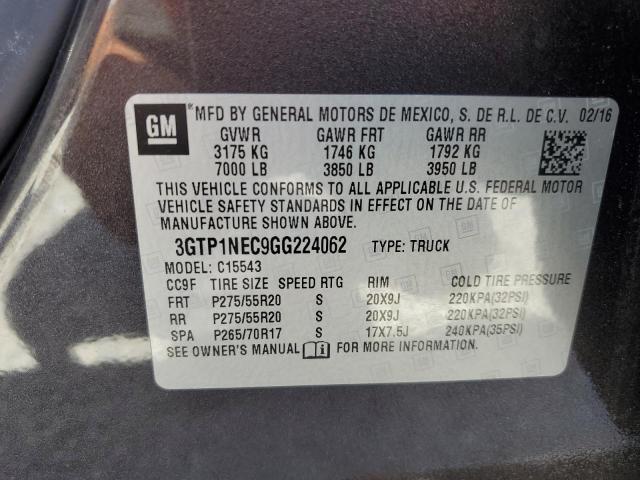 GM
MFD BY GENERAL MOTORS DE MEXICO, S. DE R.L. DE C.V. 02/16
GVWR GAWR FRT GAWR RR
3175 KG 1746 KG 1792 KG
7000 LB 3850 LB 3950 LB
THIS VEHICLE CONFORMS TO ALL APPLICABLE U.S. FEDERAL MOTOR
VEHICLE SAFETY STANDARDS IN EFFECT ON THE DATE OF
MANUFACTURE SHOWN ABOVE.
3GTP1NEC9GG224062 TYPE: TRUCK
MODEL: C15543
CC9F TIRE SIZE SPEED RTG RIM COLD TIRE PRESSURE
FRT P275/55R20 S 20X9J 220KPA(32PSI)
RR P275/55R20 S 20X9J 220KPA(32PSI)
SPA P265/70R17 S 17X7.5J 240KPA(35PSI)
SEE OWNER'S MANUAL FOR MORE INFORMATION.